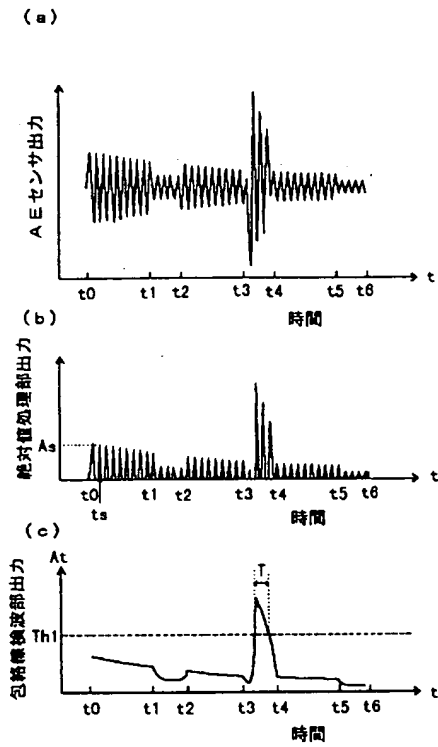 (a)
AEセンサ出力
t0 t1 t2 t3 t4 t5 t6 t
時間
(b)
絶対値処理部出力
As
t0 t1 t2 t3 t4 t5 t6 t
ts
時間
(c)
包絡線検波部出力
At
T
Th1
t0 t1 t2 t3 t4 t5 t6 t
時間